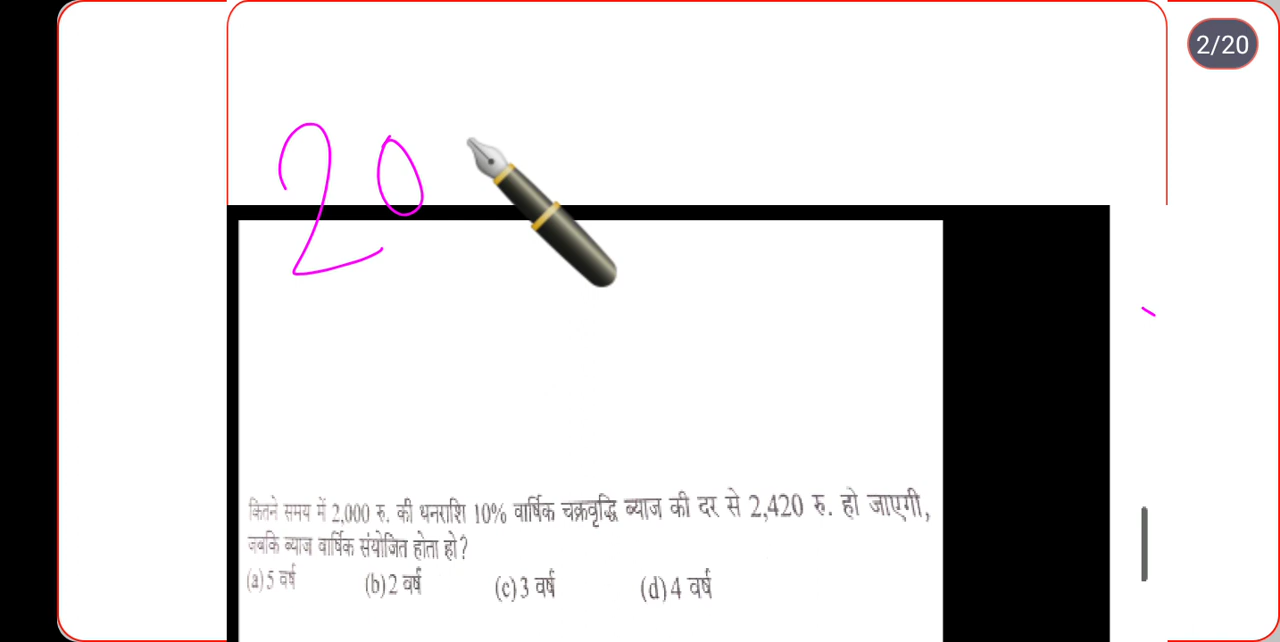 2/20
20
कितने समय में 2,000 रु. की धनराशि 10% वार्षिक चक्रवृद्धि ब्याज की दर से 2,420 रु. हो जाएगी,
जबकि ब्याज वार्षिक संयोजित होता हो?
(a) 5 वर्ष (b) 2 वर्ष (c) 3 वर्ष (d) 4 वर्ष